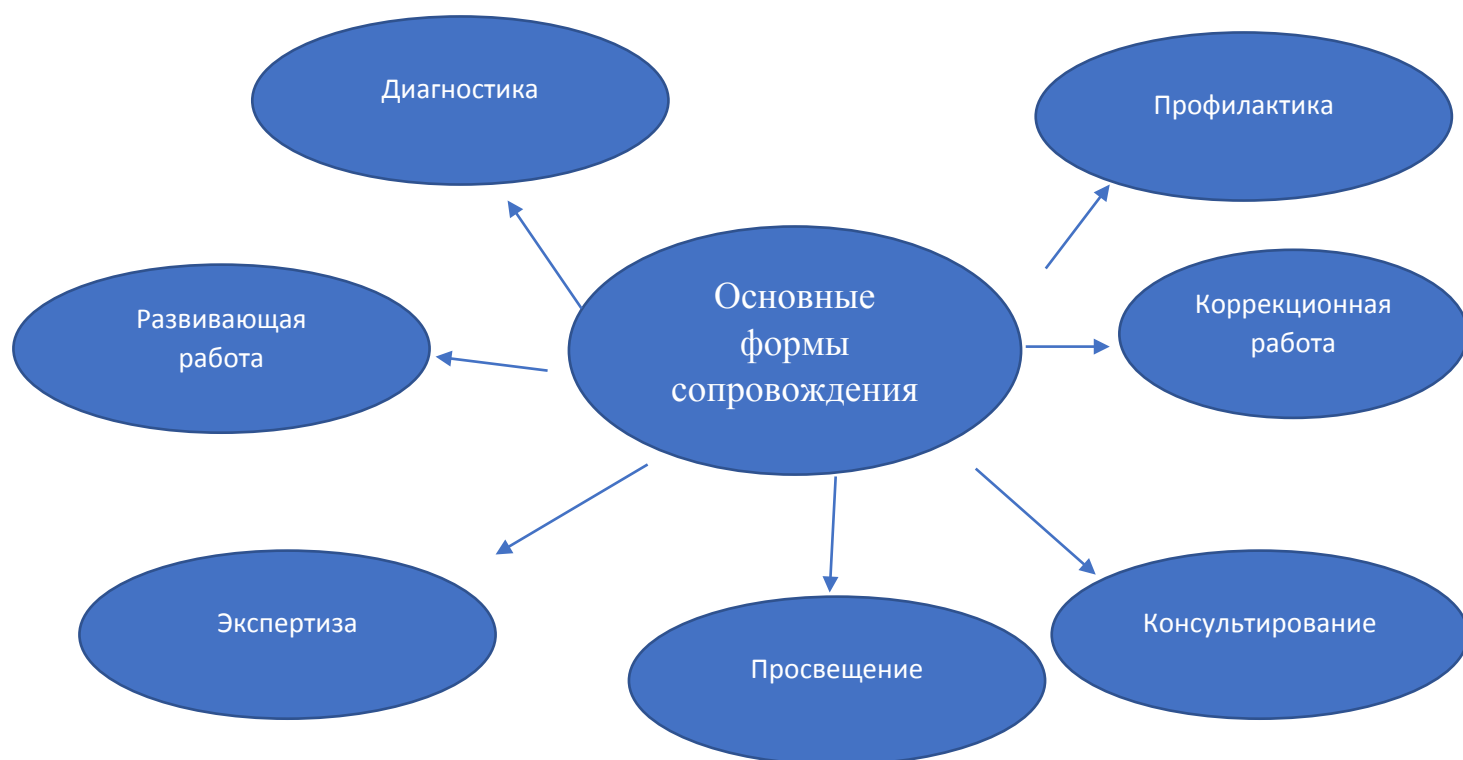 Диагностика
Профилактика
Основные
формы
сопровождения
Развивающая
работа
Коррекционная
работа
Экспертиза
Просвещение
Консультирование